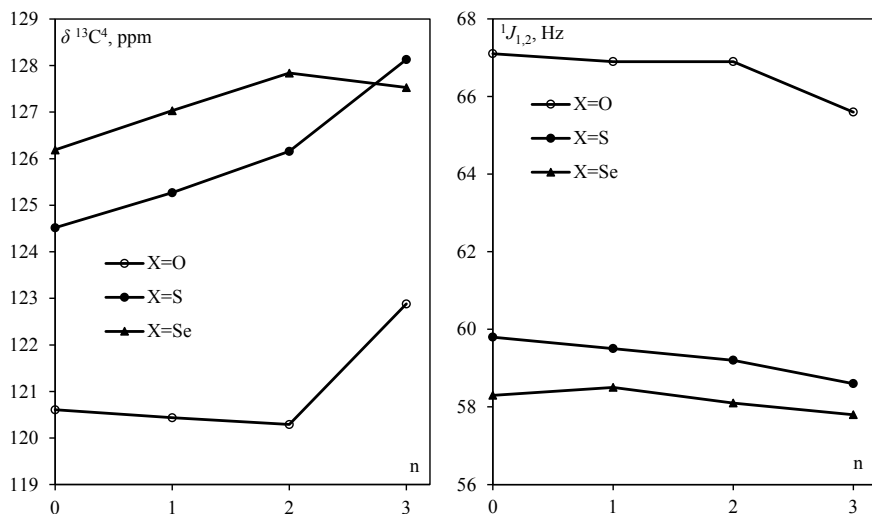 δ ¹³C⁴, ppm
129
128
127
126
125
124
123
122
121
120
119
X=O
X=S
X=Se
n
0 1 2 3
¹J₁,₂, Hz
68
66
64
62
60
58
56
X=O
X=S
X=Se
n
0 1 2 3